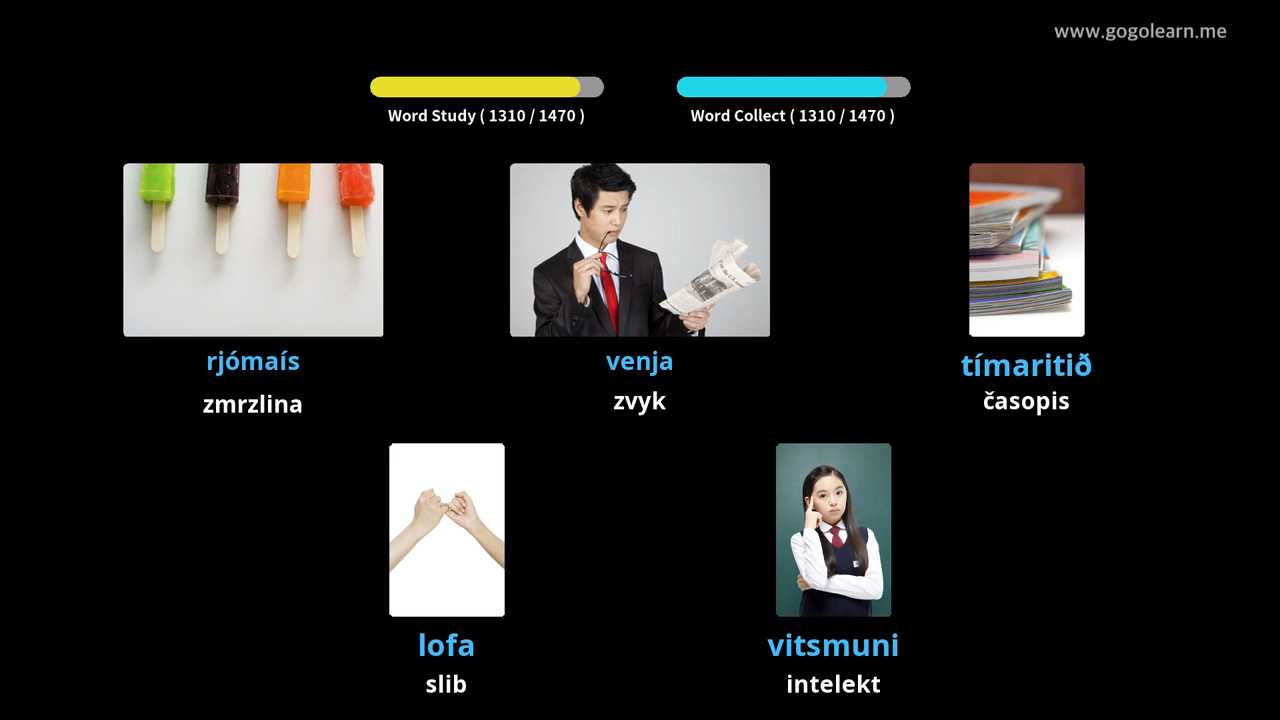 www.gogolearn.me
Word Study ( 1310 / 1470 )
Word Collect ( 1310 / 1470 )
rjómaís
zmrzlina
venja
zvyk
tímaritið
časopis
lofa
slib
vitsmuni
intelekt